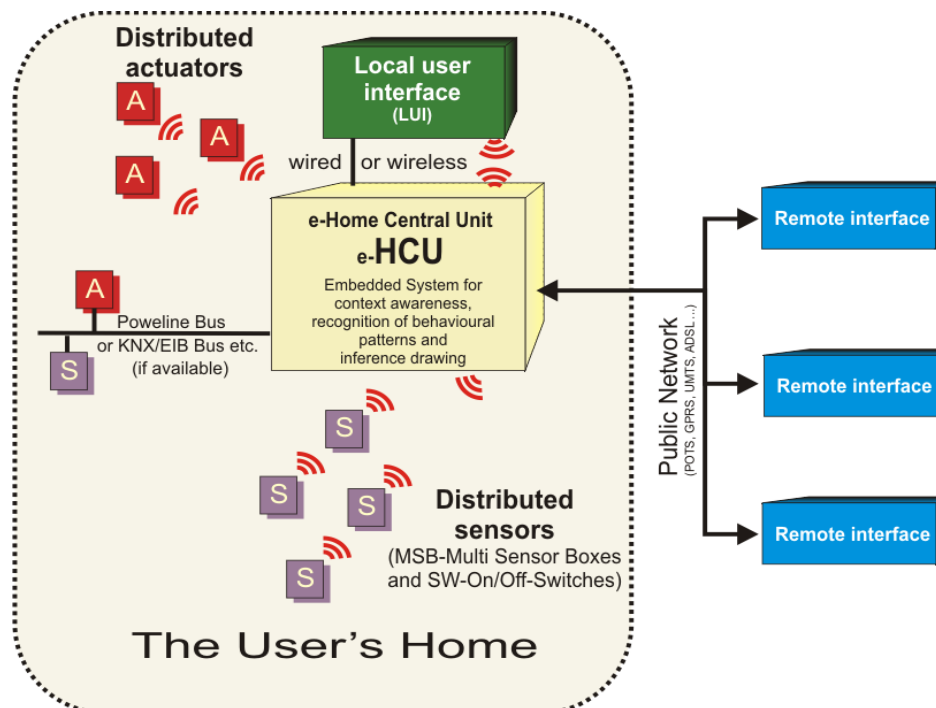 Distributed
actuators
A
A
A
Local user
interface
(LUI)
wired or wireless
e-Home Central Unit
e-HCU
Embedded System for
context awareness,
recognition of behavioural
patterns and
inference drawing
A
Poweline Bus
or KNX/EIB Bus etc.
(if available)
S
S
S
S
S
Distributed
sensors
(MSB-Multi Sensor Boxes
and SW-On/Off-Switches)
The User's Home
Public Network
(POTS, GPRS, UMTS, ADSL ...)
Remote interface
Remote interface
Remote interface